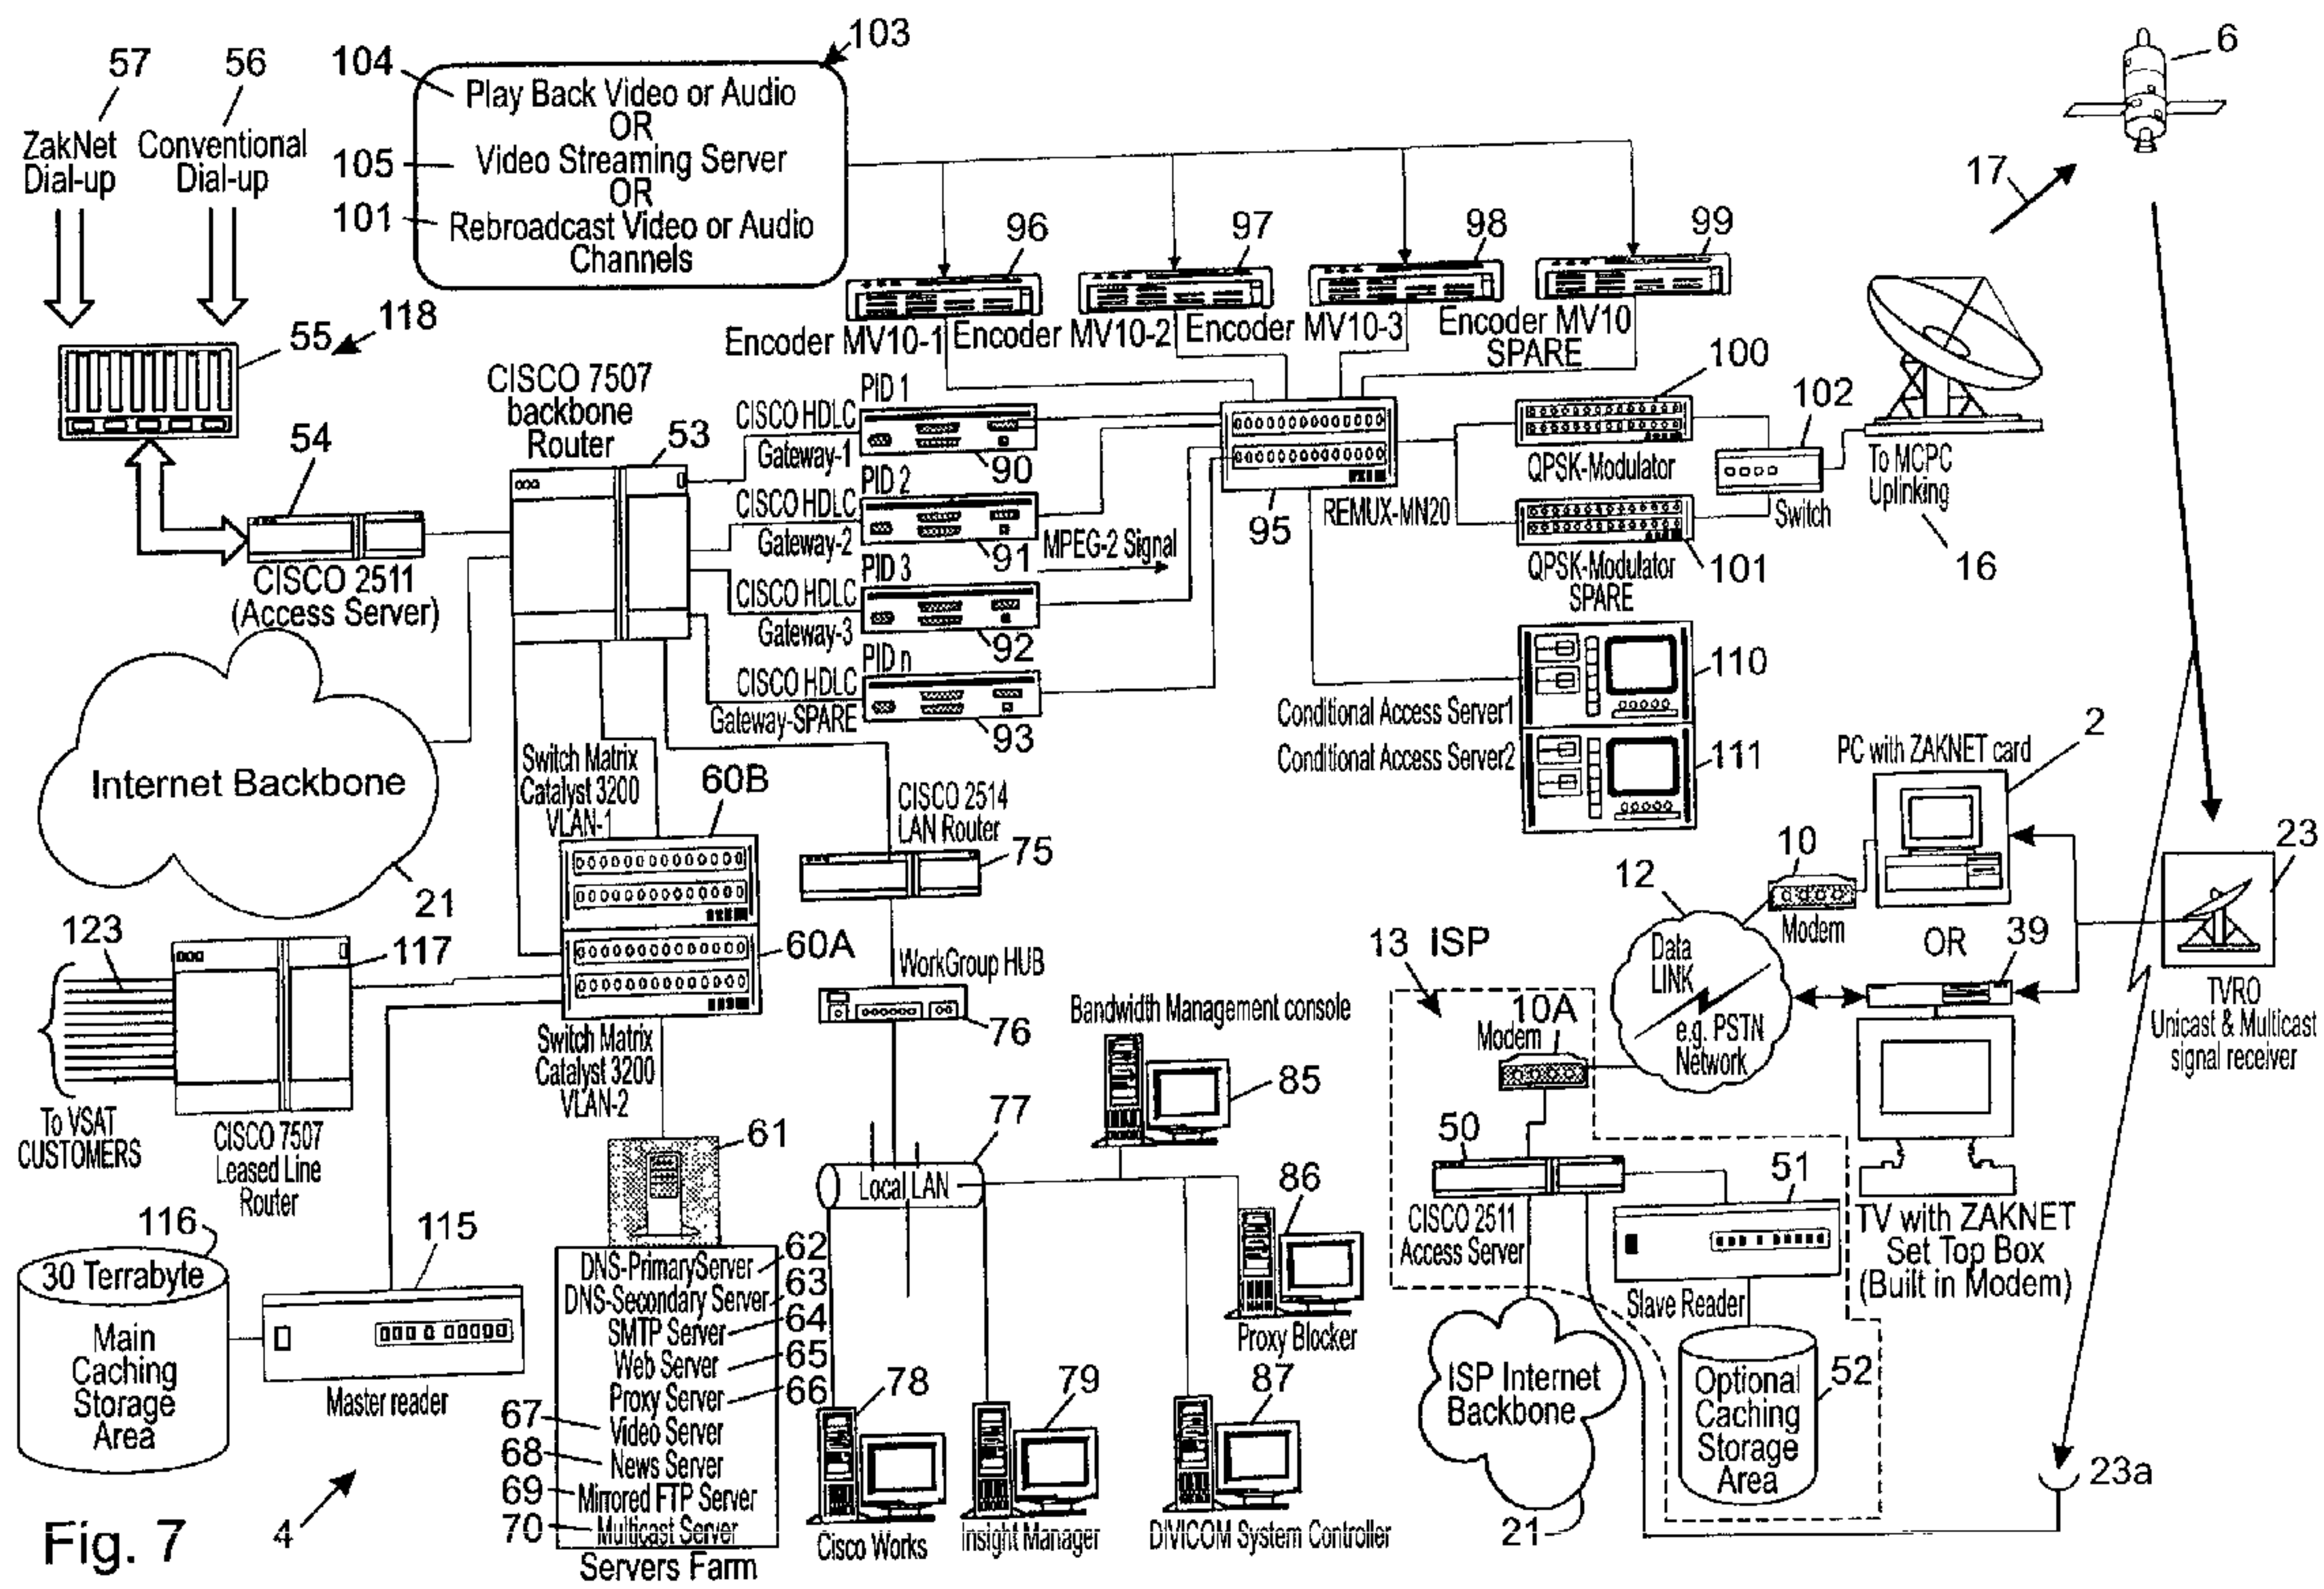 57
56
104
103
ZakNet
Dial-up
Conventional
Dial-up
Play Back Video or Audio
OR
105
Video Streaming Server
OR
101
Rebroadcast Video or Audio
Channels
6
17
96
97
98
99
Encoder MV10-1
Encoder MV10-2
Encoder MV10-3
Encoder MV10
SPARE
55
118
54
CISCO 2511
(Access Server)
CISCO 7507
backbone
Router
53
CISCO HDLC
Gateway-1
PID 1
90
CISCO HDLC
Gateway-2
PID 2
91
MPEG-2 Signal
CISCO HDLC
Gateway-3
PID 3
92
CISCO HDLC
Gateway-SPARE
PID n
93
95
REMUX-MN20
100
QPSK-Modulator
QPSK-Modulator
SPARE
101
102
Switch
To MCPC
Uplinking
16
Conditional Access Server1
110
Conditional Access Server2
111
Internet Backbone
21
Switch Matrix
Catalyst 3200
VLAN-1
60B
60A
Switch Matrix
Catalyst 3200
VLAN-2
CISCO 2514
LAN Router
75
WorkGroup HUB
76
123
117
To VSAT
CUSTOMERS
CISCO 7507
Leased Line
Router
116
30 Terrabyte
Main
Caching
Storage
Area
115
Master reader
4
Fig. 7
61
DNS-PrimaryServer
62
DNS-Secondary Server
63
SMTP Server
64
Web Server
65
Proxy Server
66
67
Video Server
68
News Server
69
Mirrored FTP Server
70
Multicast Server
Servers Farm
77
Local LAN
Bandwidth Management console
85
86
Proxy Blocker
78
Cisco Works
79
Insight Manager
87
DIVICOM System Controller
PC with ZAKNET card
2
10
Modem
12
Data
LINK
e.g. PSTN
Network
OR
39
23
TVRO
Unicast & Multicast
signal receiver
TV with ZAKNET
Set Top Box
(Built in Modem)
13 ISP
10A
Modem
50
CISCO 2511
Access Server
51
Slave Reader
ISP Internet
Backbone
21
Optional
Caching
Storage
Area
52
23a